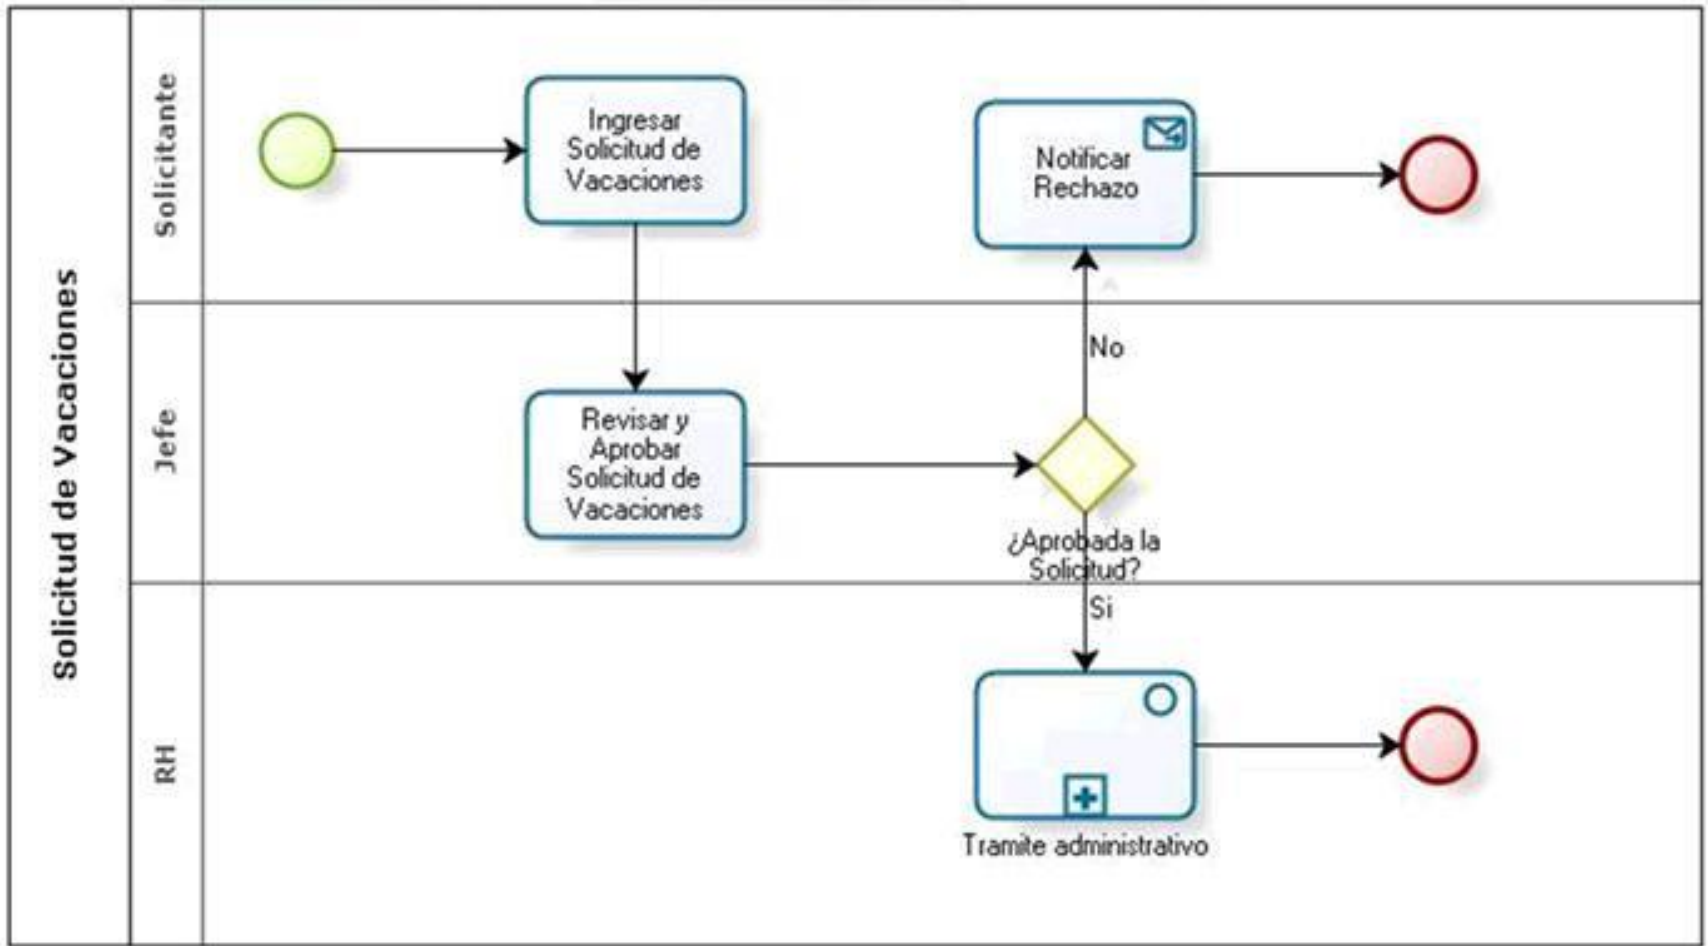 Solicitud de Vacaciones
Solicitante
Ingresar
Solicitud de
Vacaciones
Notificar
Rechazo
Jefe
No
Revisar y
Aprobar
Solicitud de
Vacaciones
¿Aprobada la
Solicitud?
Si
RH
Tramite administrativo